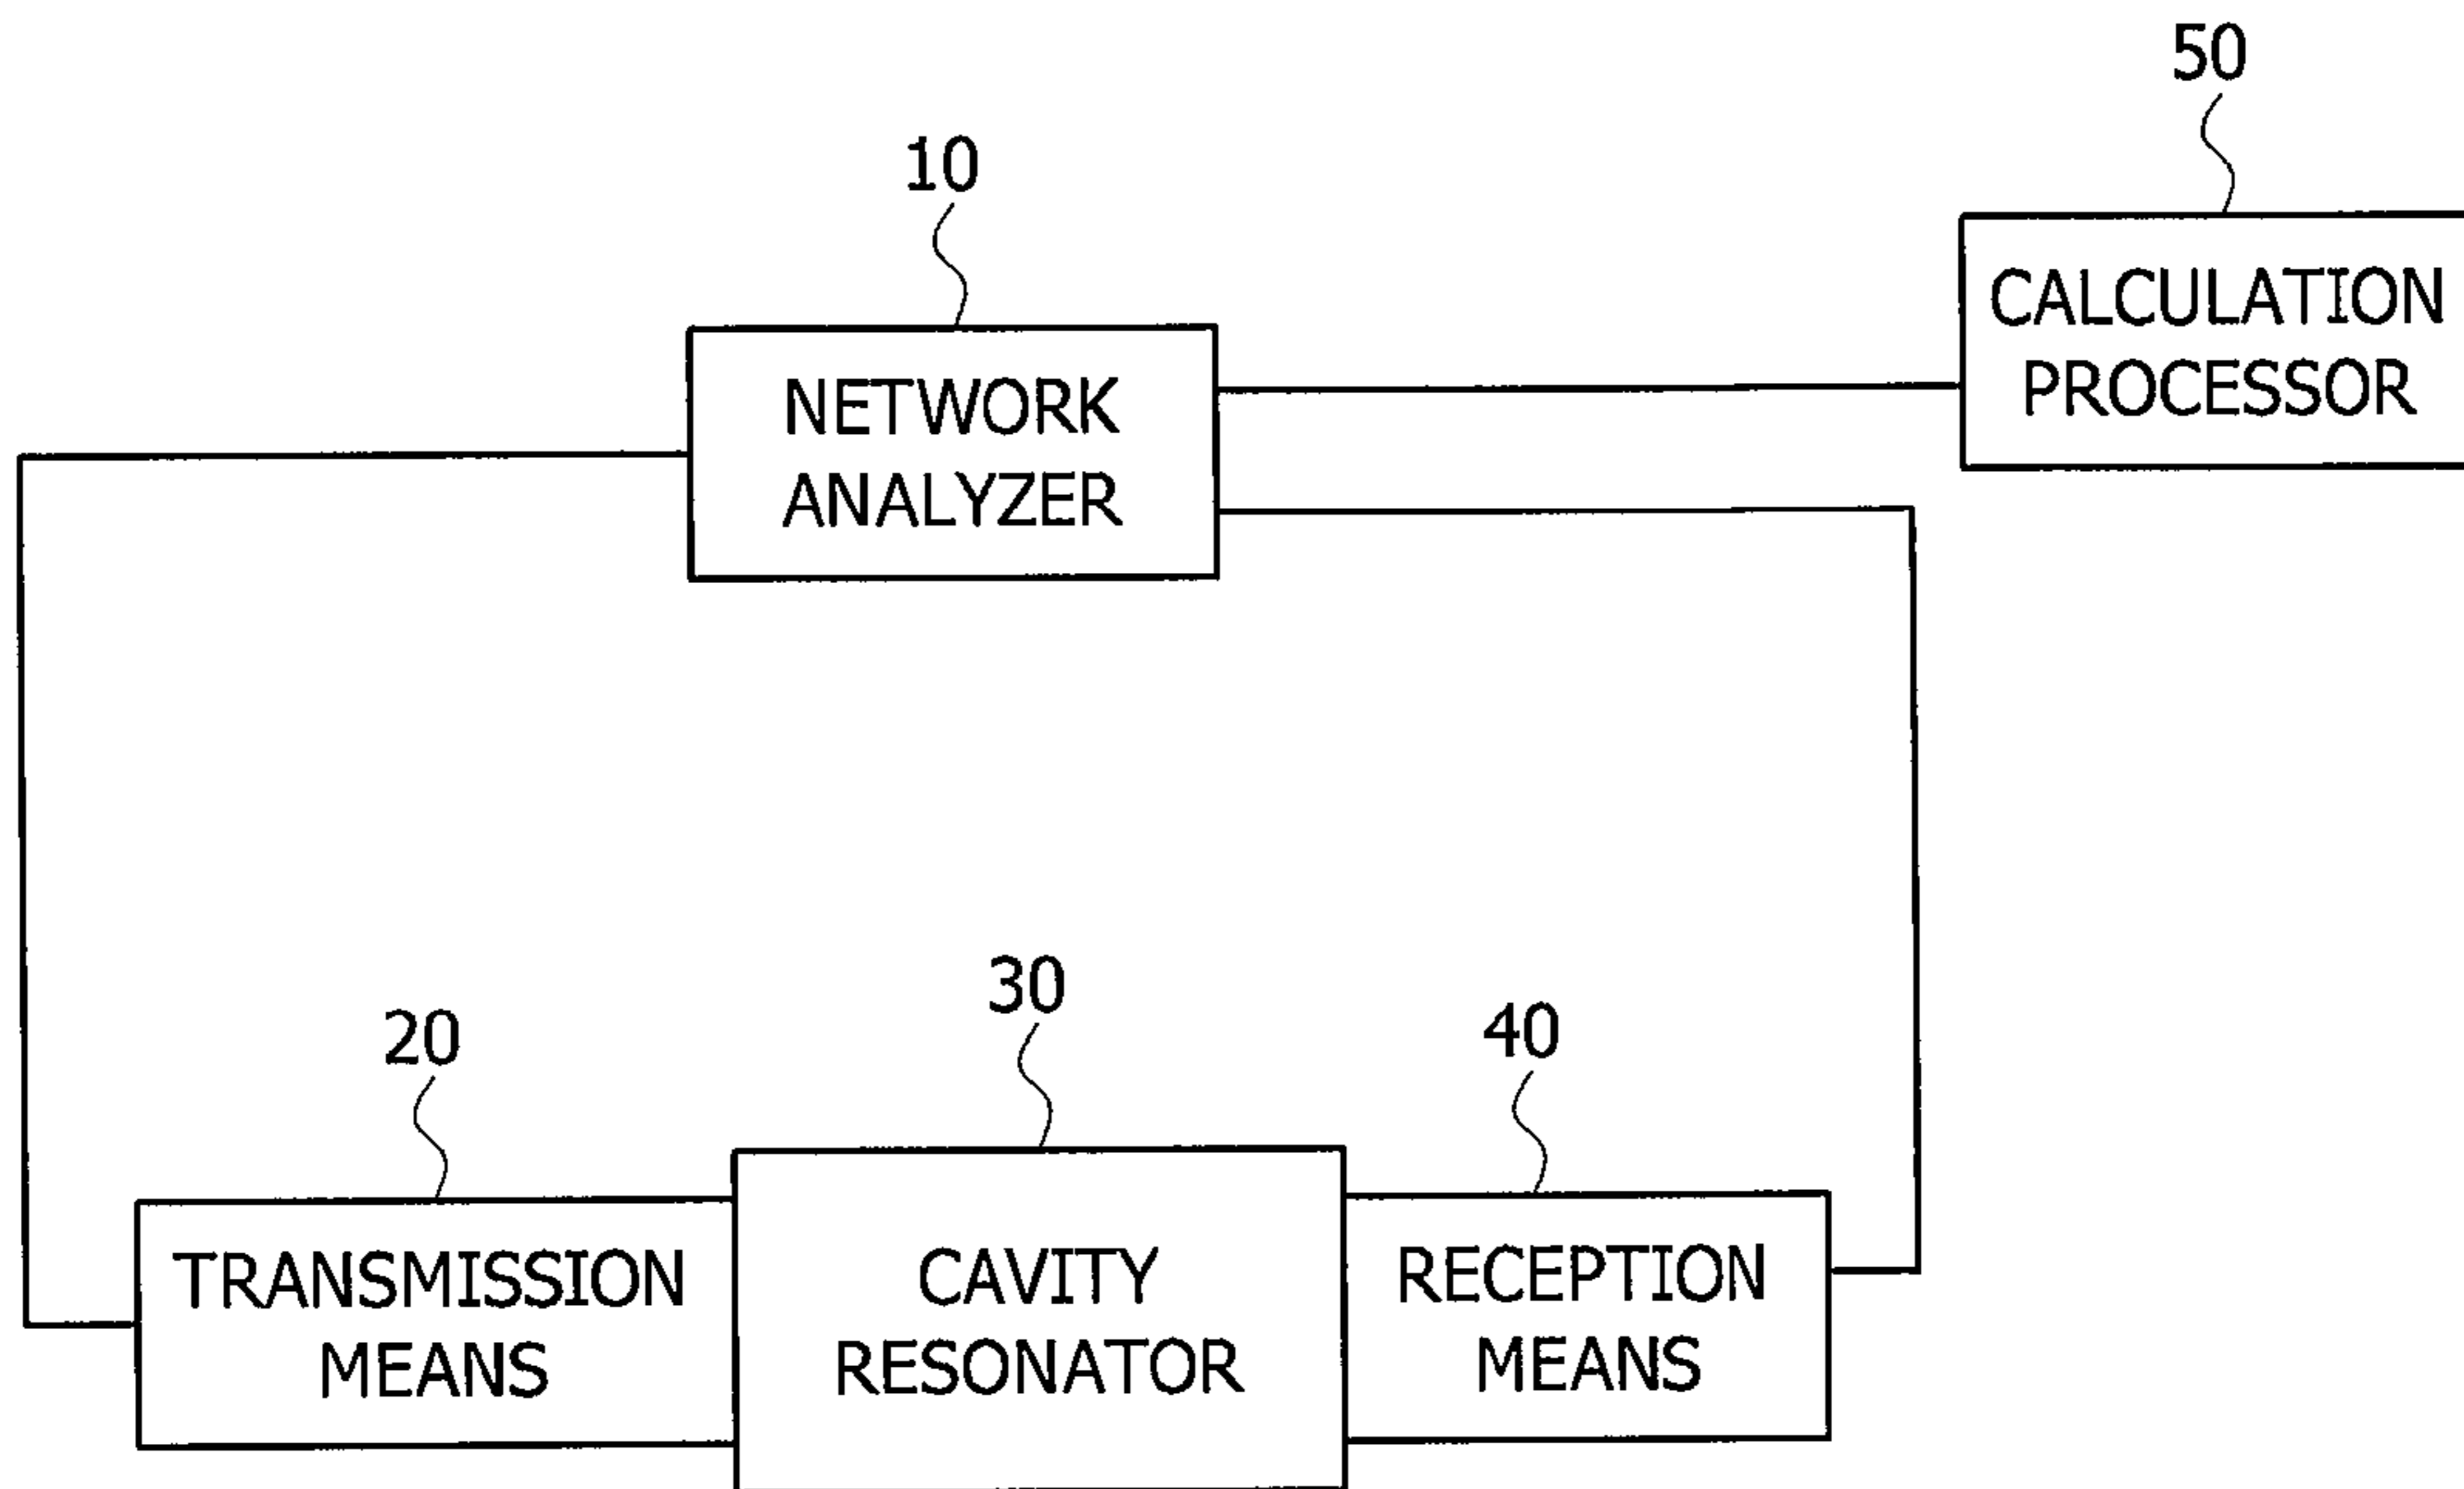 50
10
CALCULATION
PROCESSOR
NETWORK
ANALYZER
30
20
40
TRANSMISSION
MEANS
CAVITY
RESONATOR
RECEPTION
MEANS